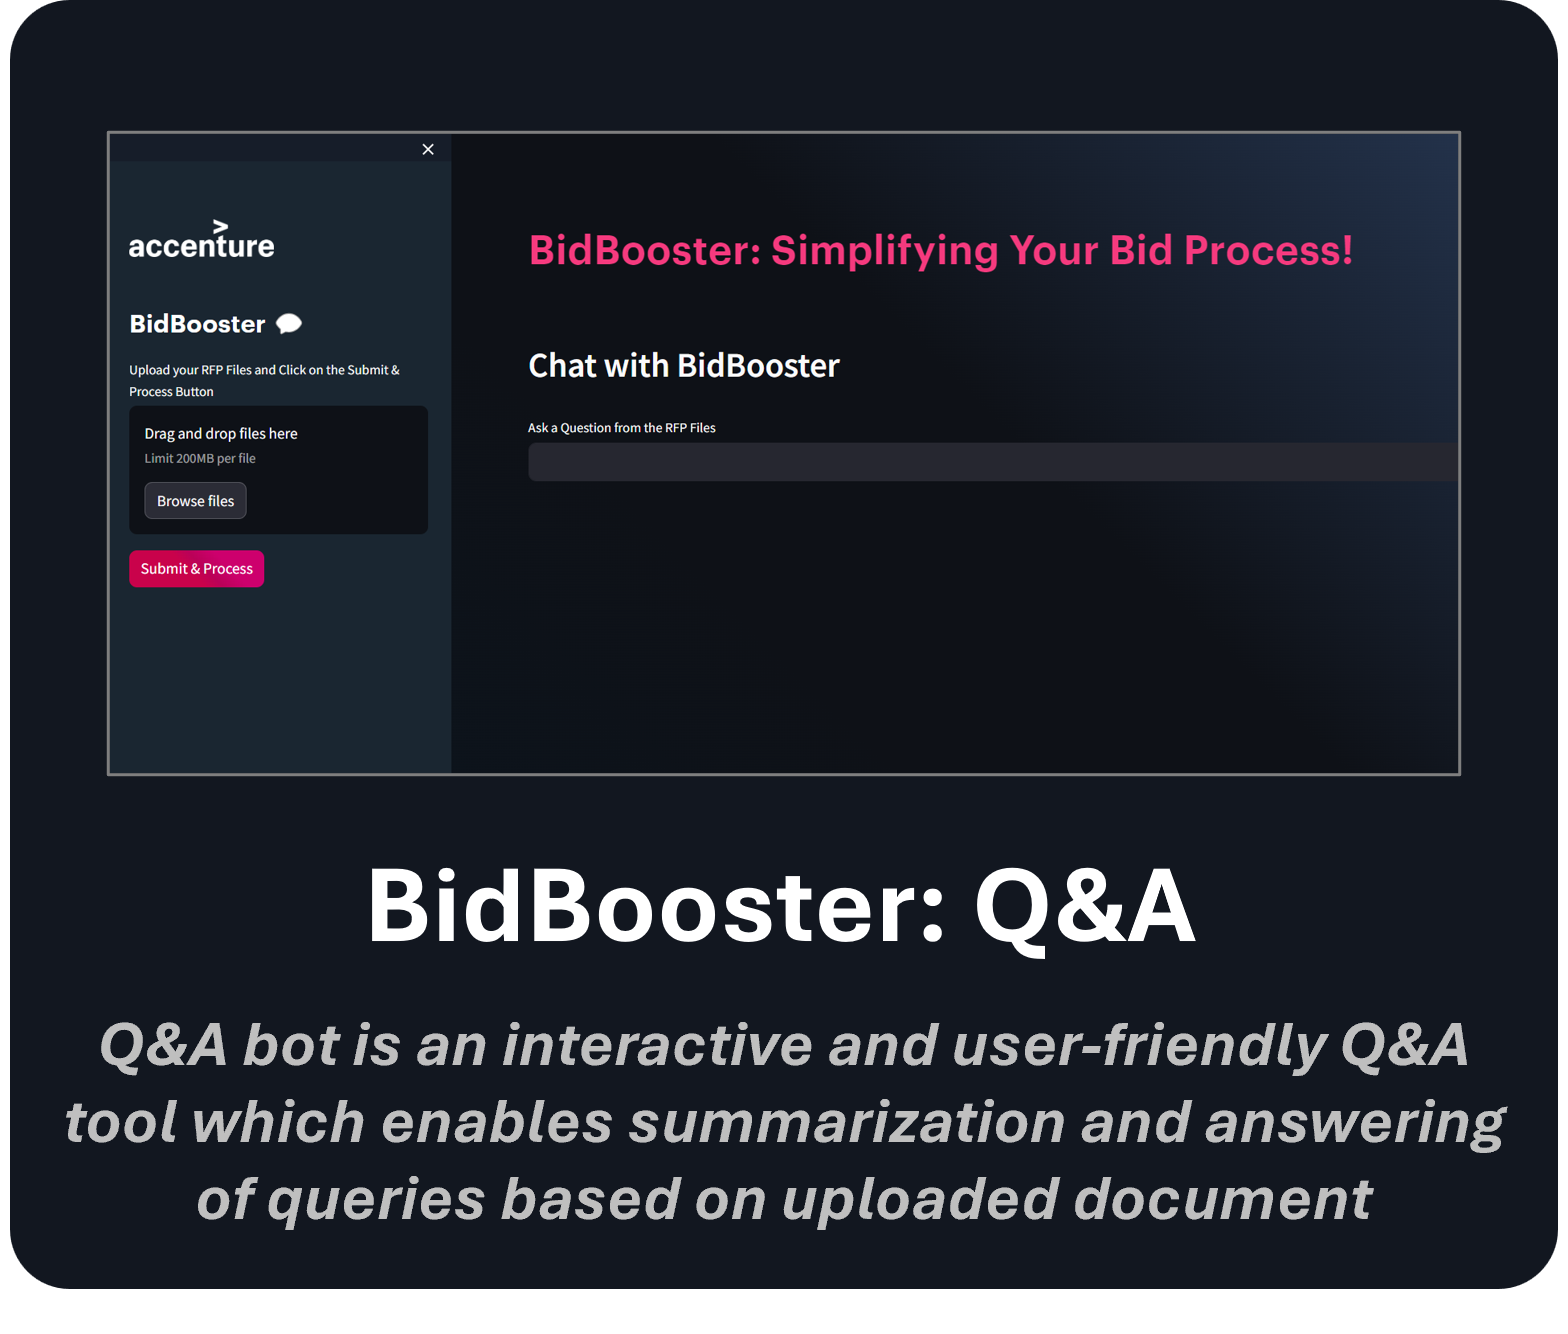 accenture
BidBooster
Upload your RFP Files and Click on the Submit &
Process Button
Drag and drop files here
Limit 200MB per file
Browse files
Submit & Process
BidBooster: Simplifying Your Bid Process!
Chat with BidBooster
Ask a Question from the RFP Files
BidBooster: Q&A
Q&A bot is an interactive and user-friendly Q&A
tool which enables summarization and answering
of queries based on uploaded document